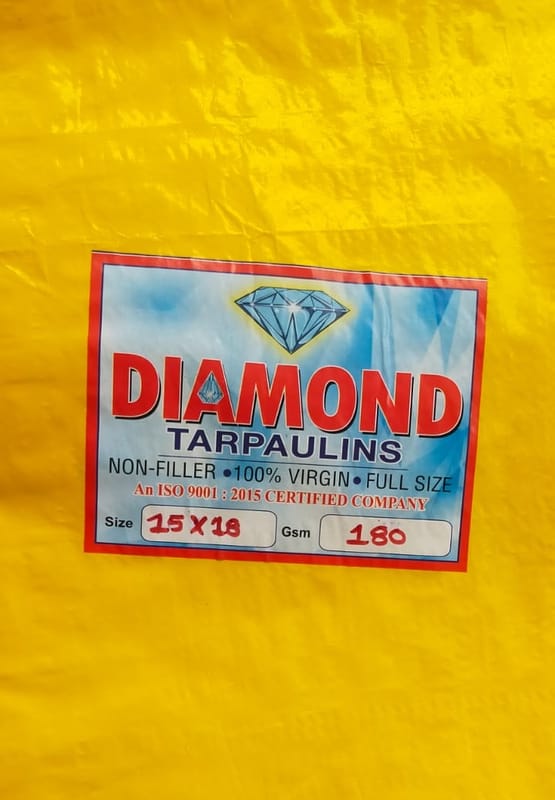 DIAMOND
TARPAULINS
NON-FILLER • 100% VIRGIN • FULL SIZE
An ISO 9001 : 2015 CERTIFIED COMPANY
Size 15 X 18 Gsm 180